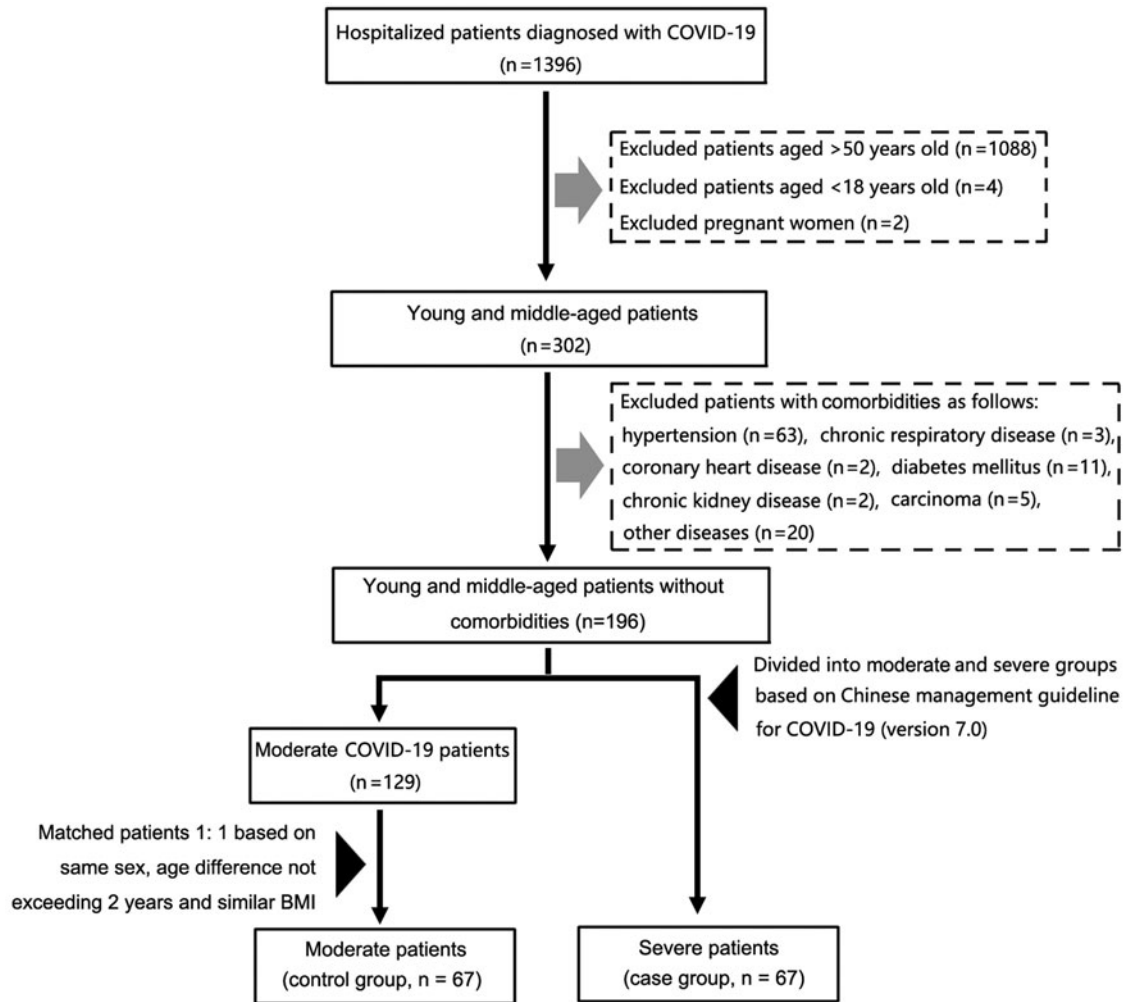 Hospitalized patients diagnosed with COVID-19
(n=1396)
Excluded patients aged >50 years old (n=1088)
Excluded patients aged <18 years old (n=4)
Excluded pregnant women (n=2)
Young and middle-aged patients
(n=302)
Excluded patients with comorbidities as follows:
hypertension (n=63), chronic respiratory disease (n=3),
coronary heart disease (n=2), diabetes mellitus (n=11),
chronic kidney disease (n=2), carcinoma (n=5),
other diseases (n=20)
Young and middle-aged patients without
comorbidities (n=196)
Divided into moderate and severe groups
based on Chinese management guideline
for COVID-19 (version 7.0)
Moderate COVID-19 patients
(n=129)
Matched patients 1: 1 based on
same sex, age difference not
exceeding 2 years and similar BMI
Moderate patients
(control group, n = 67)
Severe patients
(case group, n = 67)